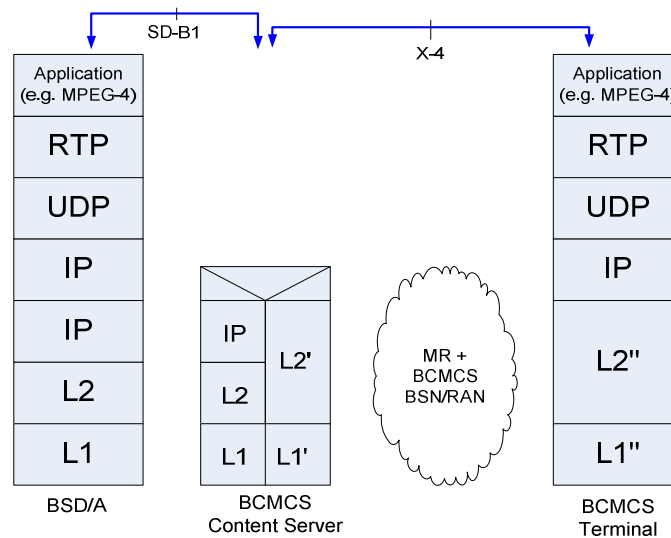 SD-B1
X-4
Application
(e.g. MPEG-4)
RTP
UDP
IP
IP
L2
L1
BSD/A
IP
L2
L1
L2'
L1'
BCMCS
Content Server
MR +
BCMCS
BSN/RAN
Application
(e.g. MPEG-4)
RTP
UDP
IP
L2"
L1"
BCMCS
Terminal